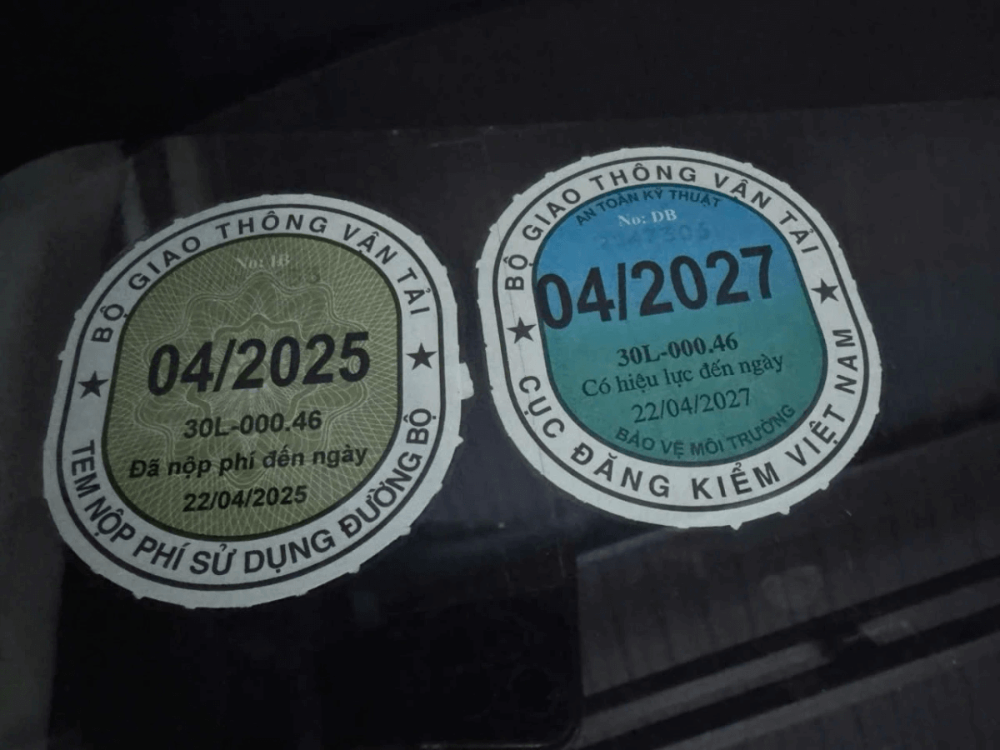 BỘ GIAO THÔNG VẬN TẢI
No: IB
04/2025
30L-000.46
Đã nộp phí đến ngày
22/04/2025
TEM NỘP PHÍ SỬ DỤNG ĐƯỜNG BỘ
BỘ GIAO THÔNG VẬN TẢI
AN TOÀN KỸ THUẬT
No: DB
04/2027
30L-000.46
Có hiệu lực đến ngày
22/04/2027
BẢO VỆ MÔI TRƯỜNG
CỤC ĐĂNG KIỂM VIỆT NAM